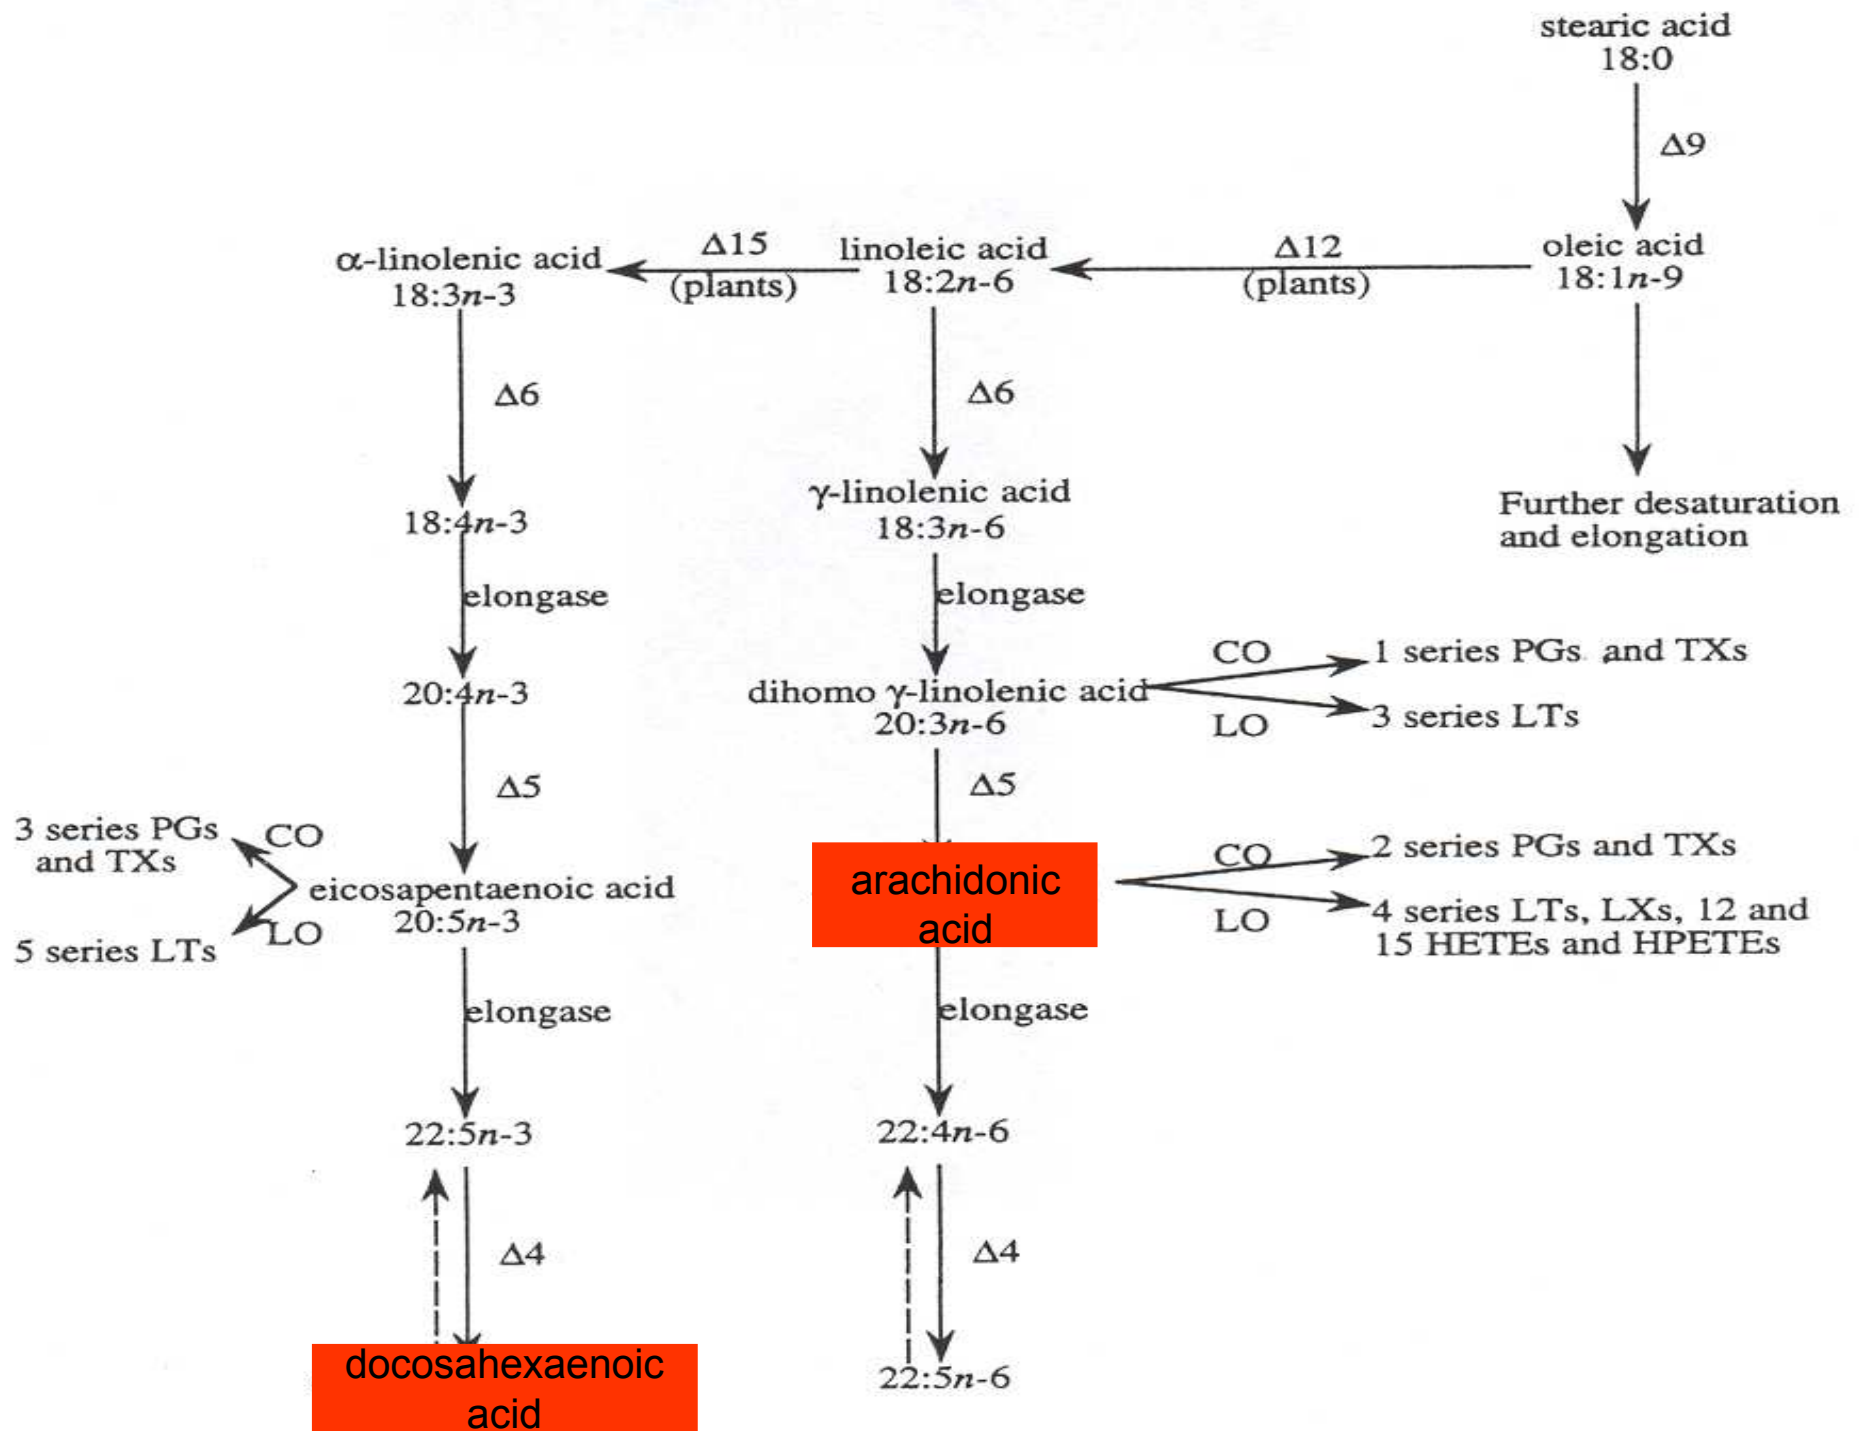 stearic acid
18:0
Δ9
α-linolenic acid
18:3n-3
Δ15
(plants)
linoleic acid
18:2n-6
Δ12
(plants)
oleic acid
18:1n-9
Δ6
Δ6
18:4n-3
γ-linolenic acid
18:3n-6
Further desaturation
and elongation
elongase
elongase
20:4n-3
dihomo γ-linolenic acid
20:3n-6
CO
1 series PGs and TXs
LO
3 series LTs
Δ5
Δ5
3 series PGs
and TXs
CO
eicosapentaenoic acid
20:5n-3
LO
5 series LTs
arachidonic
acid
CO
2 series PGs and TXs
LO
4 series LTs, LXs, 12 and
15 HETEs and HPETEs
elongase
elongase
22:5n-3
22:4n-6
Δ4
Δ4
docosahexaenoic
acid
22:5n-6